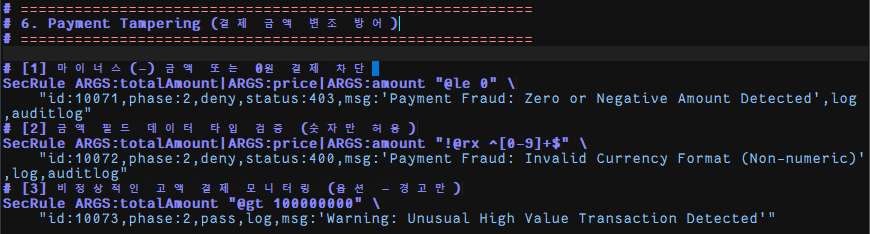 # =====================================================
# 6. Payment Tampering (결제 금액 변조 방어)
# =====================================================
# [1] 마이너스 (-) 금액 또는 0원 결제 차단
SecRule ARGS:totalAmount|ARGS:price|ARGS:amount "@le 0" \
"id:10071,phase:2,deny,status:403,msg:'Payment Fraud: Zero or Negative Amount Detected',log
,auditlog"
# [2] 금액 필드 데이터 타입 검증 (숫자만 허용)
SecRule ARGS:totalAmount|ARGS:price|ARGS:amount "!@rx ^[0-9]+$" \
"id:10072,phase:2,deny,status:400,msg:'Payment Fraud: Invalid Currency Format (Non-numeric)'
,log,auditlog"
# [3] 비정상적인 고액 결제 모니터링 (옵션 - 경고만)
SecRule ARGS:totalAmount "@gt 100000000" \
"id:10073,phase:2,pass,log,msg:'Warning: Unusual High Value Transaction Detected'"